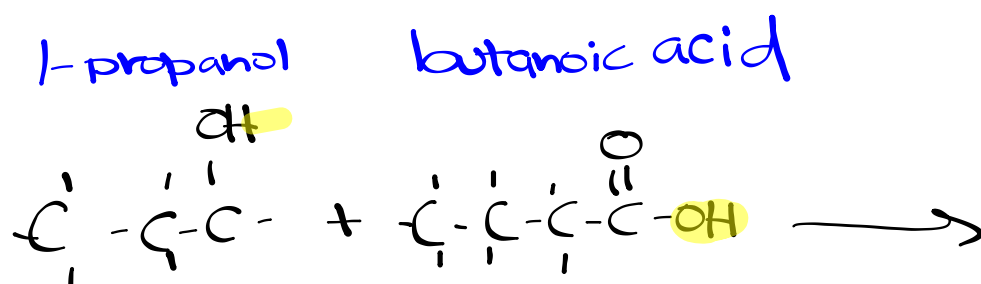 1-propanol butanoic acid
OH O
C - C - C - + - C - C - C - C - OH →